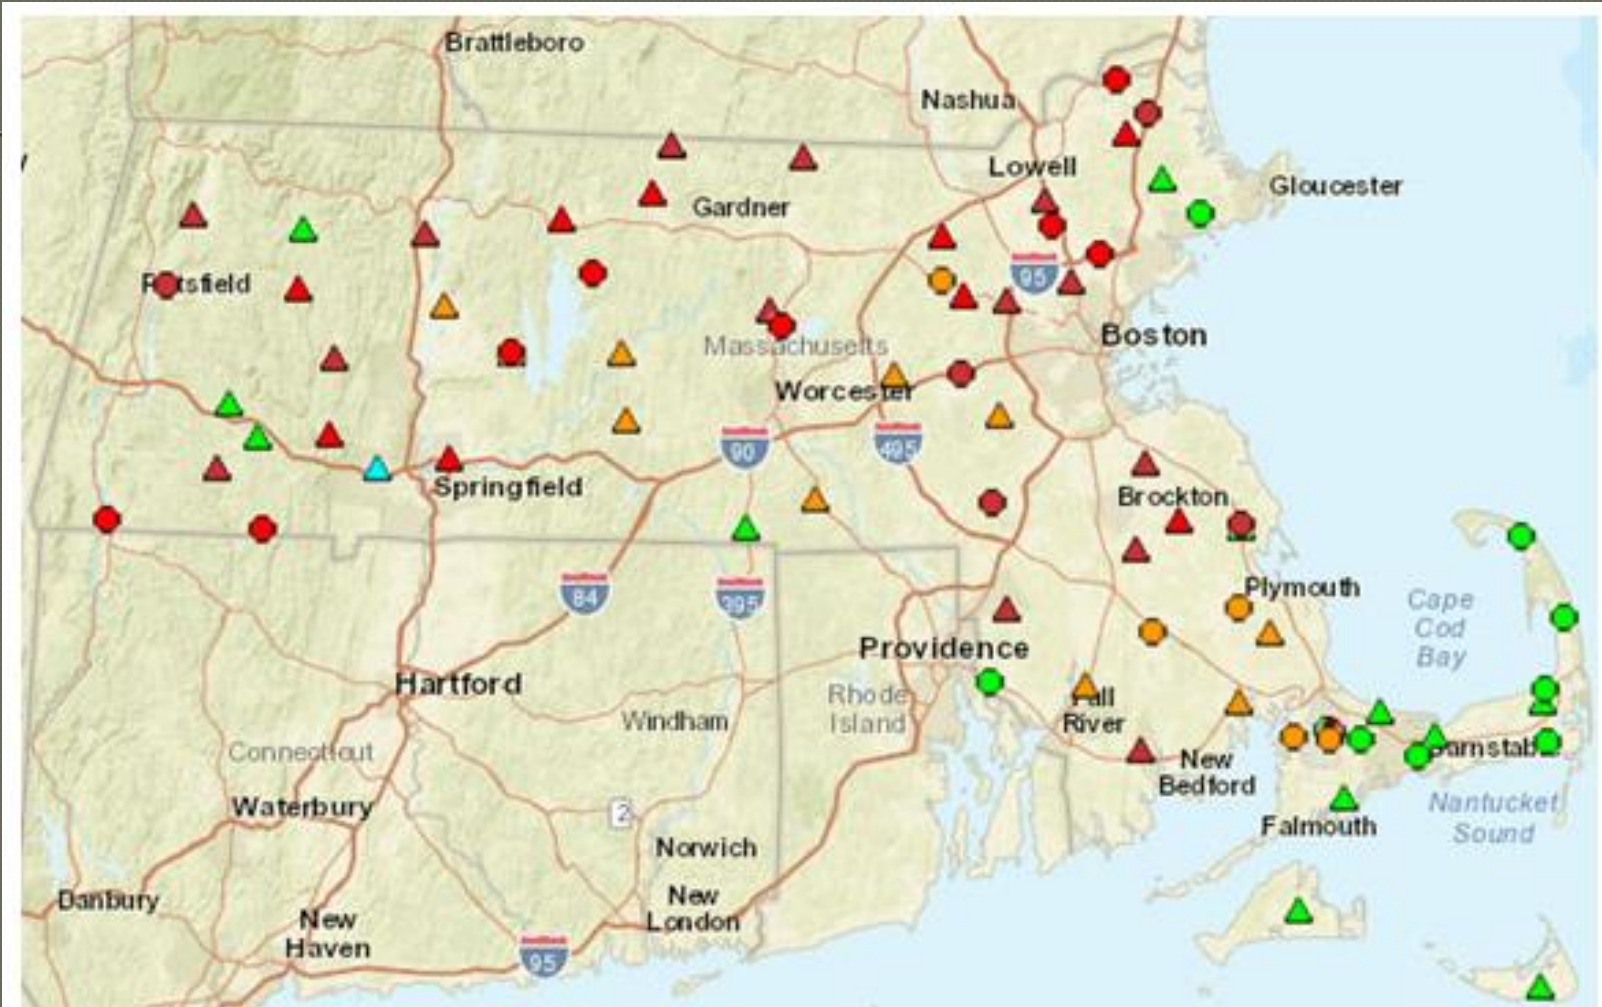 Brattleboro
Nashua
Lowell
Gloucester
Gardner
95
Boston
Massachusetts
Worcester
90
495
Springfield
Brockton
84
395
Plymouth
Cape
Cod
Bay
Providence
Hartford
Rhode
Island
Windham
Fall
River
Connecticut
New
Bedford
Waterbury
2
Nantucket
Sound
Falmouth
Norwich
Danbury
New
London
New
Haven
95